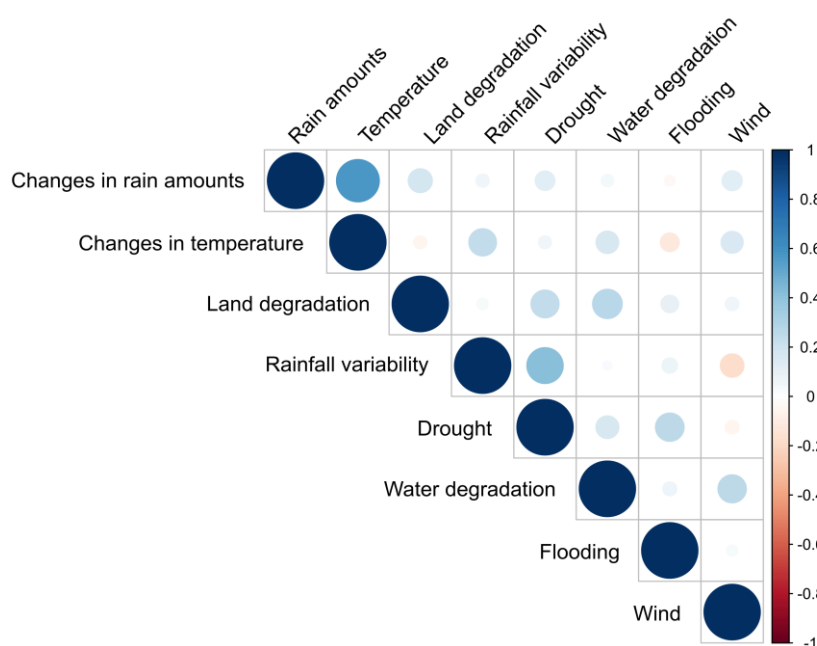 Rain amounts
Temperature
Land degradation
Rainfall variability
Drought
Water degradation
Flooding
Wind
Changes in rain amounts
Changes in temperature
Land degradation
Rainfall variability
Drought
Water degradation
Flooding
Wind
1
0.8
0.6
0.4
0.2
0
-0.2
-0.4
-0.6
-0.8
-1